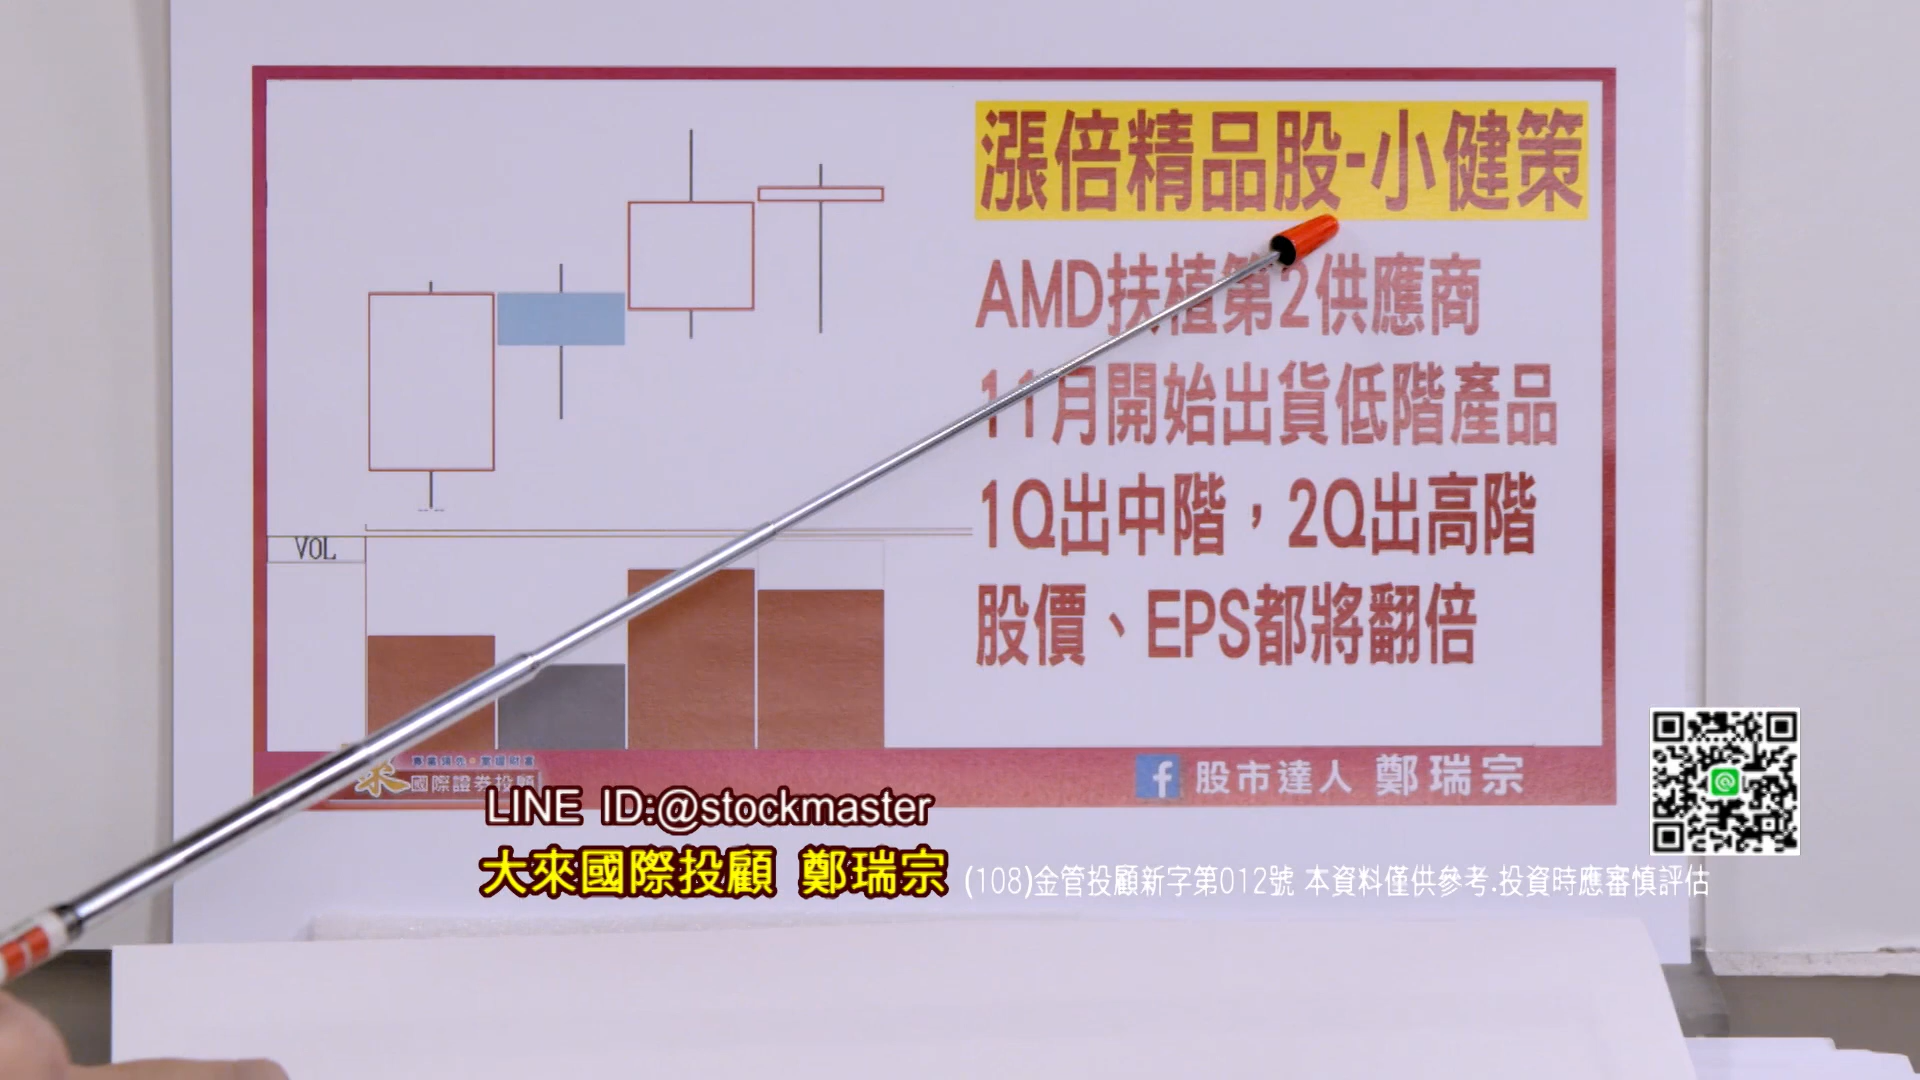 漲倍精品股-小健策
AMD扶植第2供應商
11月開始出貨低階產品
1Q出中階，2Q出高階
股價、EPS都將翻倍
VOL
國際證券投顧
股市達人 鄭瑞宗
LINE ID:@stockmaster
大來國際投顧 鄭瑞宗
(108)金管投顧新字第012號 本資料僅供參考.投資時應審慎評估